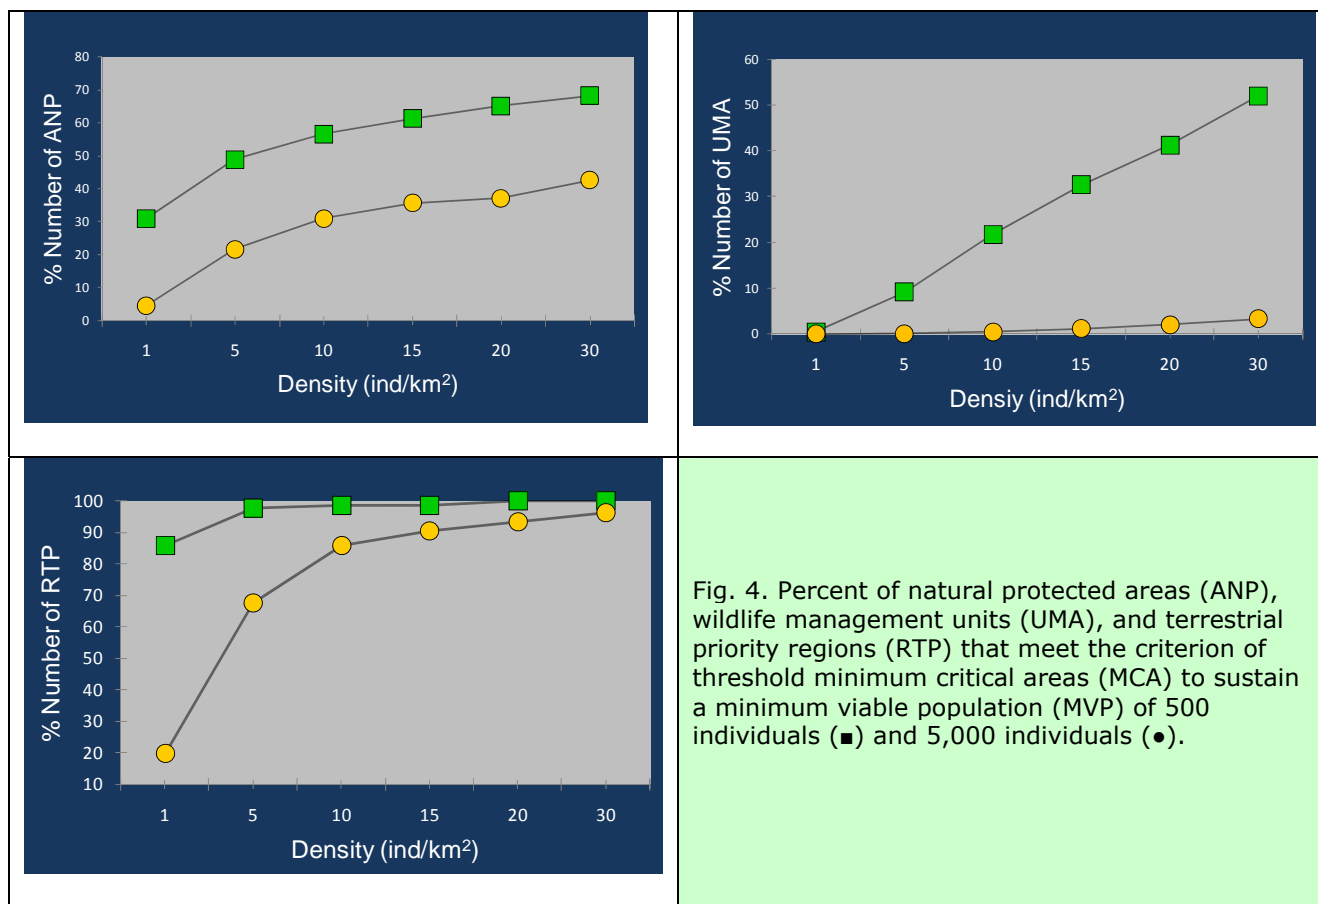 % Number of ANP
80
70
60
50
40
30
20
10
0
1 5 10 15 20 30
Density (ind/km²)
% Number of UMA
60
50
40
30
20
10
0
1 5 10 15 20 30
Densiy (ind/km²)
% Number of RTP
100
90
80
70
60
50
40
30
20
10
1 5 10 15 20 30
Density (ind/km²)
Fig. 4. Percent of natural protected areas (ANP),
wildlife management units (UMA), and terrestrial
priority regions (RTP) that meet the criterion of
threshold minimum critical areas (MCA) to sustain
a minimum viable population (MVP) of 500
individuals (■) and 5,000 individuals (●).